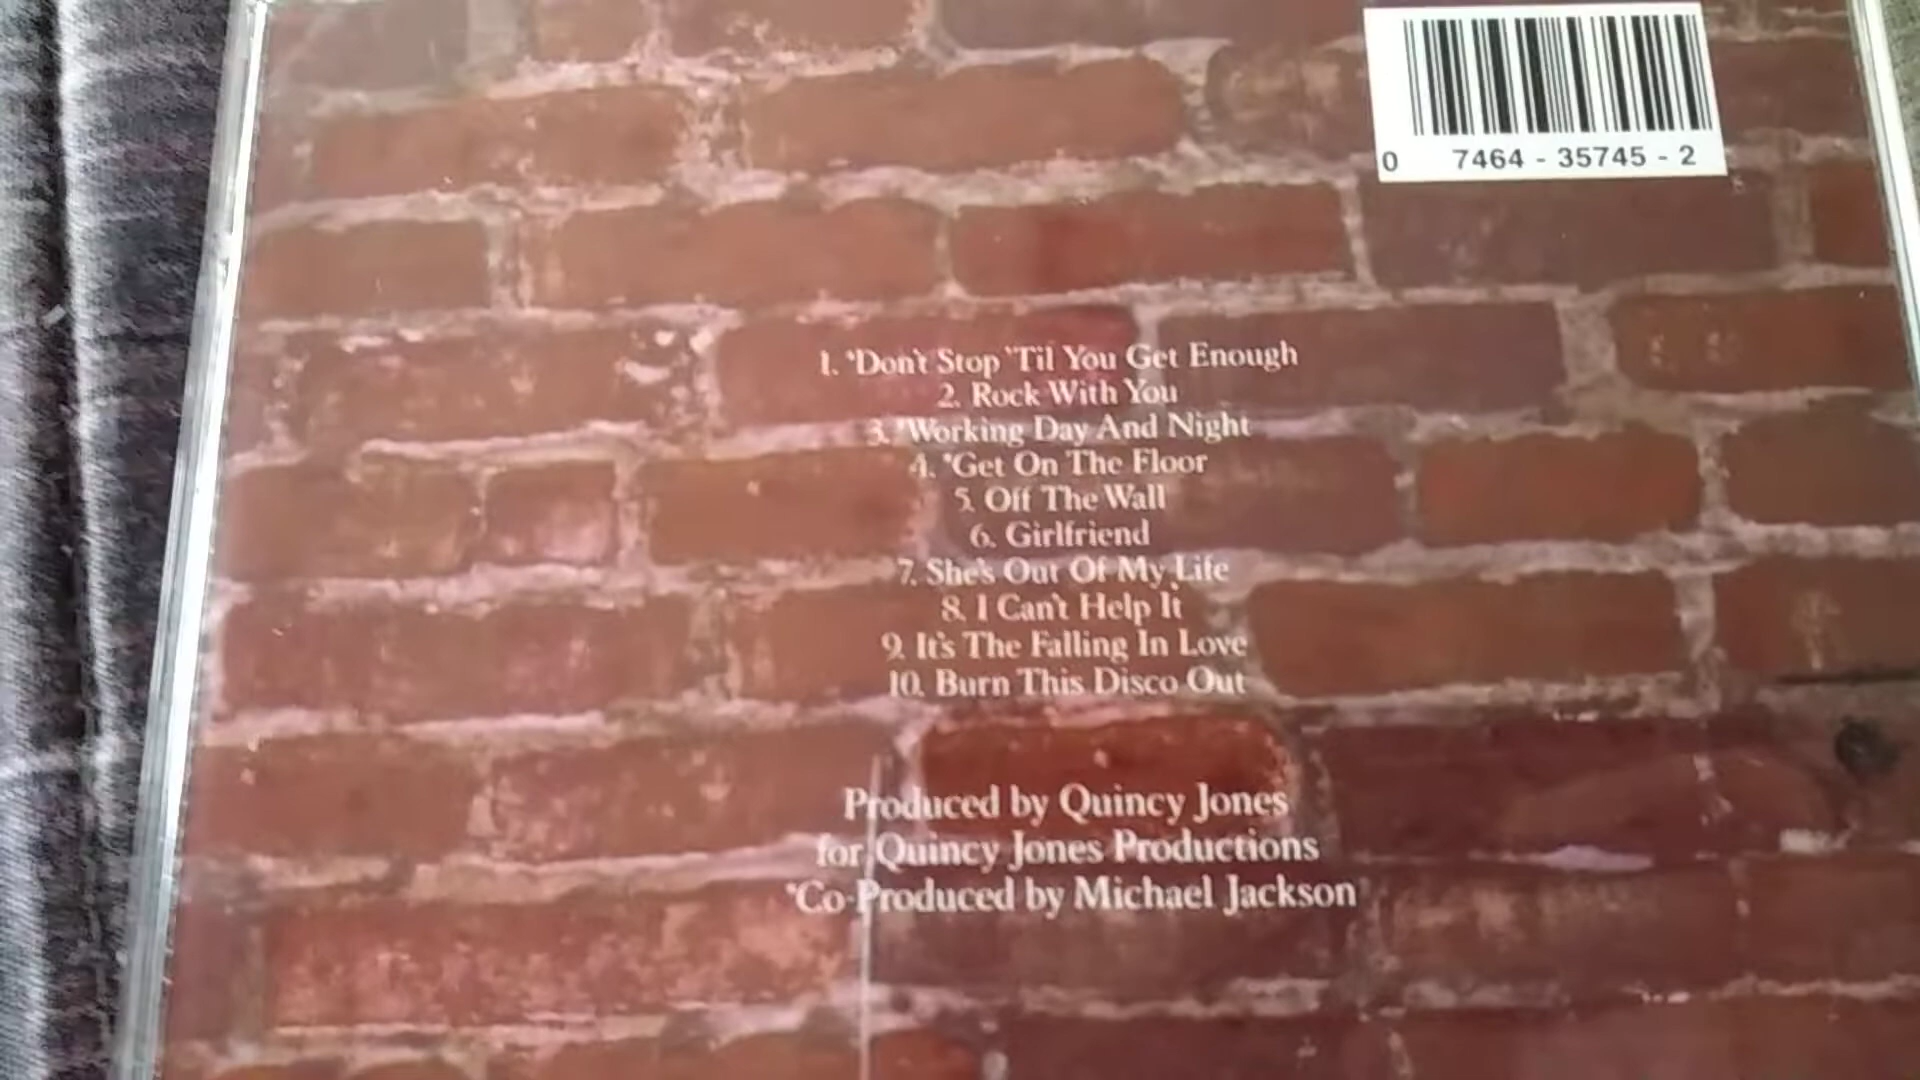 0 7464 - 35745 - 2
1. *Don't Stop 'Til You Get Enough
2. Rock With You
3. *Working Day And Night
4. *Get On The Floor
5. Off The Wall
6. Girlfriend
7. She's Out Of My Life
8. I Can't Help It
9. It's The Falling In Love
10. Burn This Disco Out
Produced by Quincy Jones
for Quincy Jones Productions
*Co-Produced by Michael Jackson